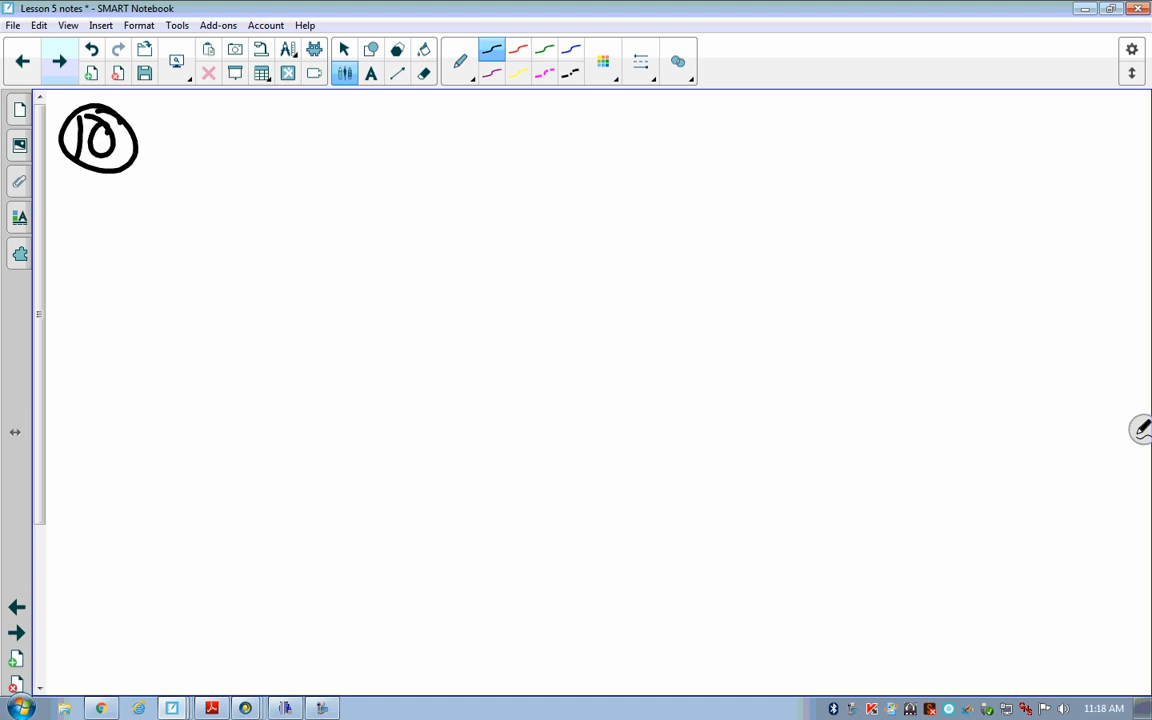 Lesson 5 notes * - SMART Notebook
File Edit View Insert Format Tools Add-ons Account Help
10
11:18 AM